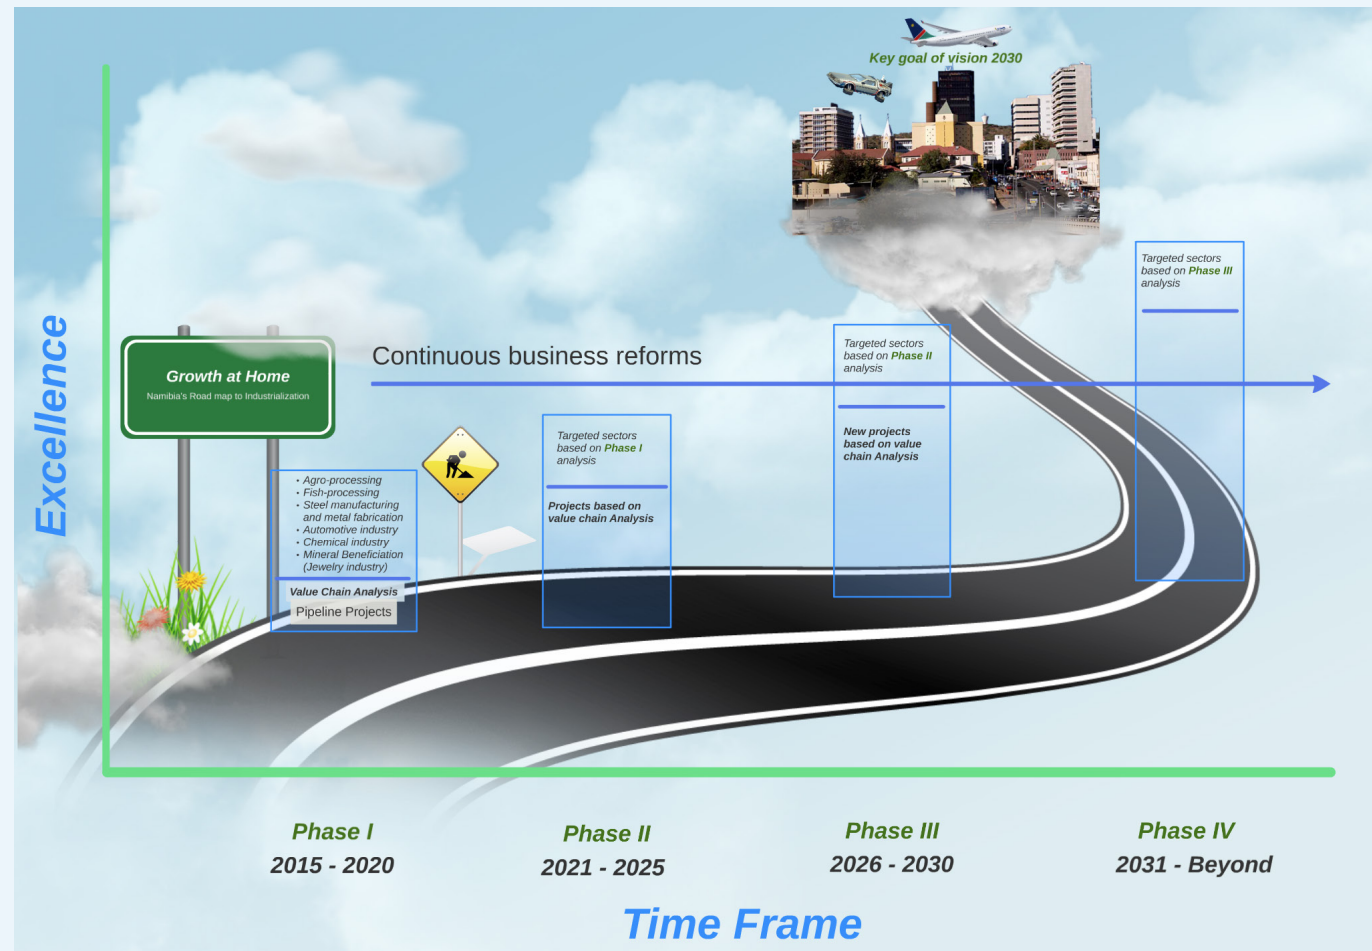 Key goal of vision 2030
Excellence
Growth at Home
Namibia's Road map to Industrialization
Continuous business reforms
• Agro-processing
• Fish-processing
• Steel manufacturing
and metal fabrication
• Automotive industry
• Chemical industry
• Mineral Beneficiation
(Jewelry industry)
Value Chain Analysis
Pipeline Projects
Targeted sectors
based on Phase I
analysis
Projects based on
value chain Analysis
Targeted sectors
based on Phase II
analysis
New projects
based on value
chain Analysis
Targeted sectors
based on Phase III
analysis
Phase I
2015 - 2020
Phase II
2021 - 2025
Phase III
2026 - 2030
Phase IV
2031 - Beyond
Time Frame